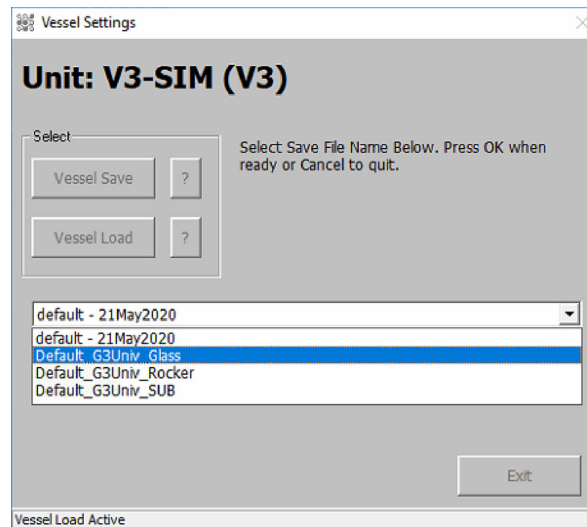 Vessel Settings
Unit: V3-SIM (V3)
Select
Vessel Save
?
Vessel Load
?
Select Save File Name Below. Press OK when
ready or Cancel to quit.
default - 21May2020
default - 21May2020
Default_G3Univ_Glass
Default_G3Univ_Rocker
Default_G3Univ_SUB
Exit
Vessel Load Active